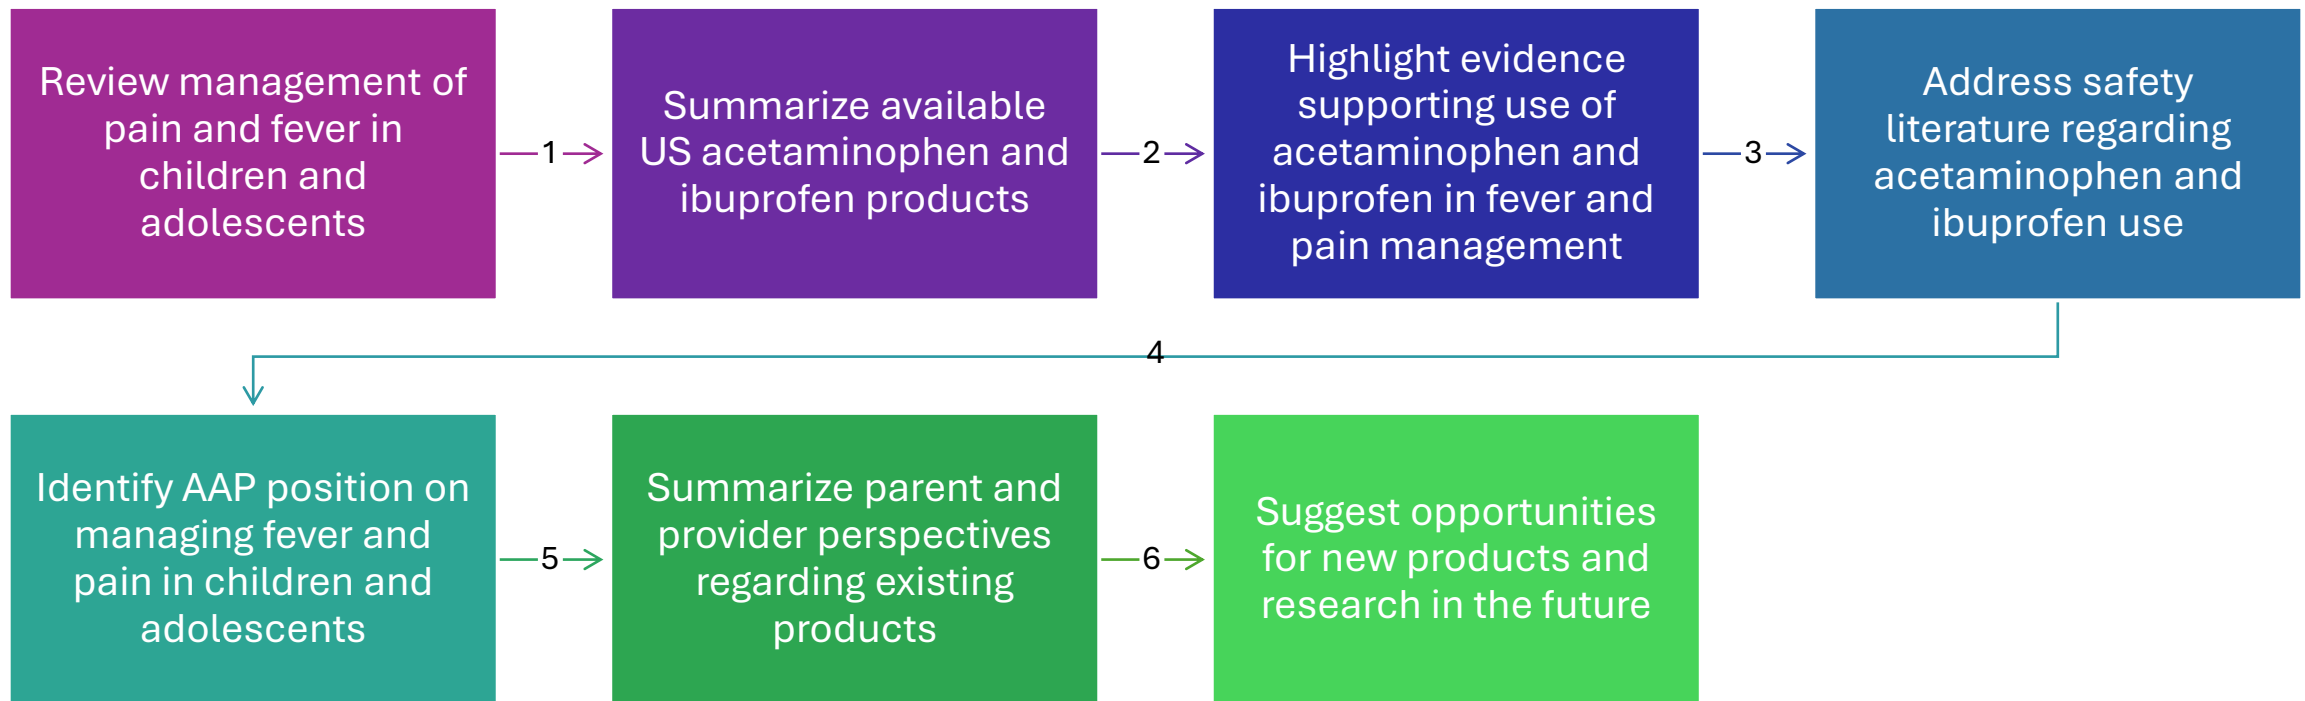 Review management of
pain and fever in
children and
adolescents
1
Summarize available
US acetaminophen and
ibuprofen products
2
Highlight evidence
supporting use of
acetaminophen and
ibuprofen in fever and
pain management
3
Address safety
literature regarding
acetaminophen and
ibuprofen use
4
Identify AAP position on
managing fever and
pain in children and
adolescents
5
Summarize parent and
provider perspectives
regarding existing
products
6
Suggest opportunities
for new products and
research in the future